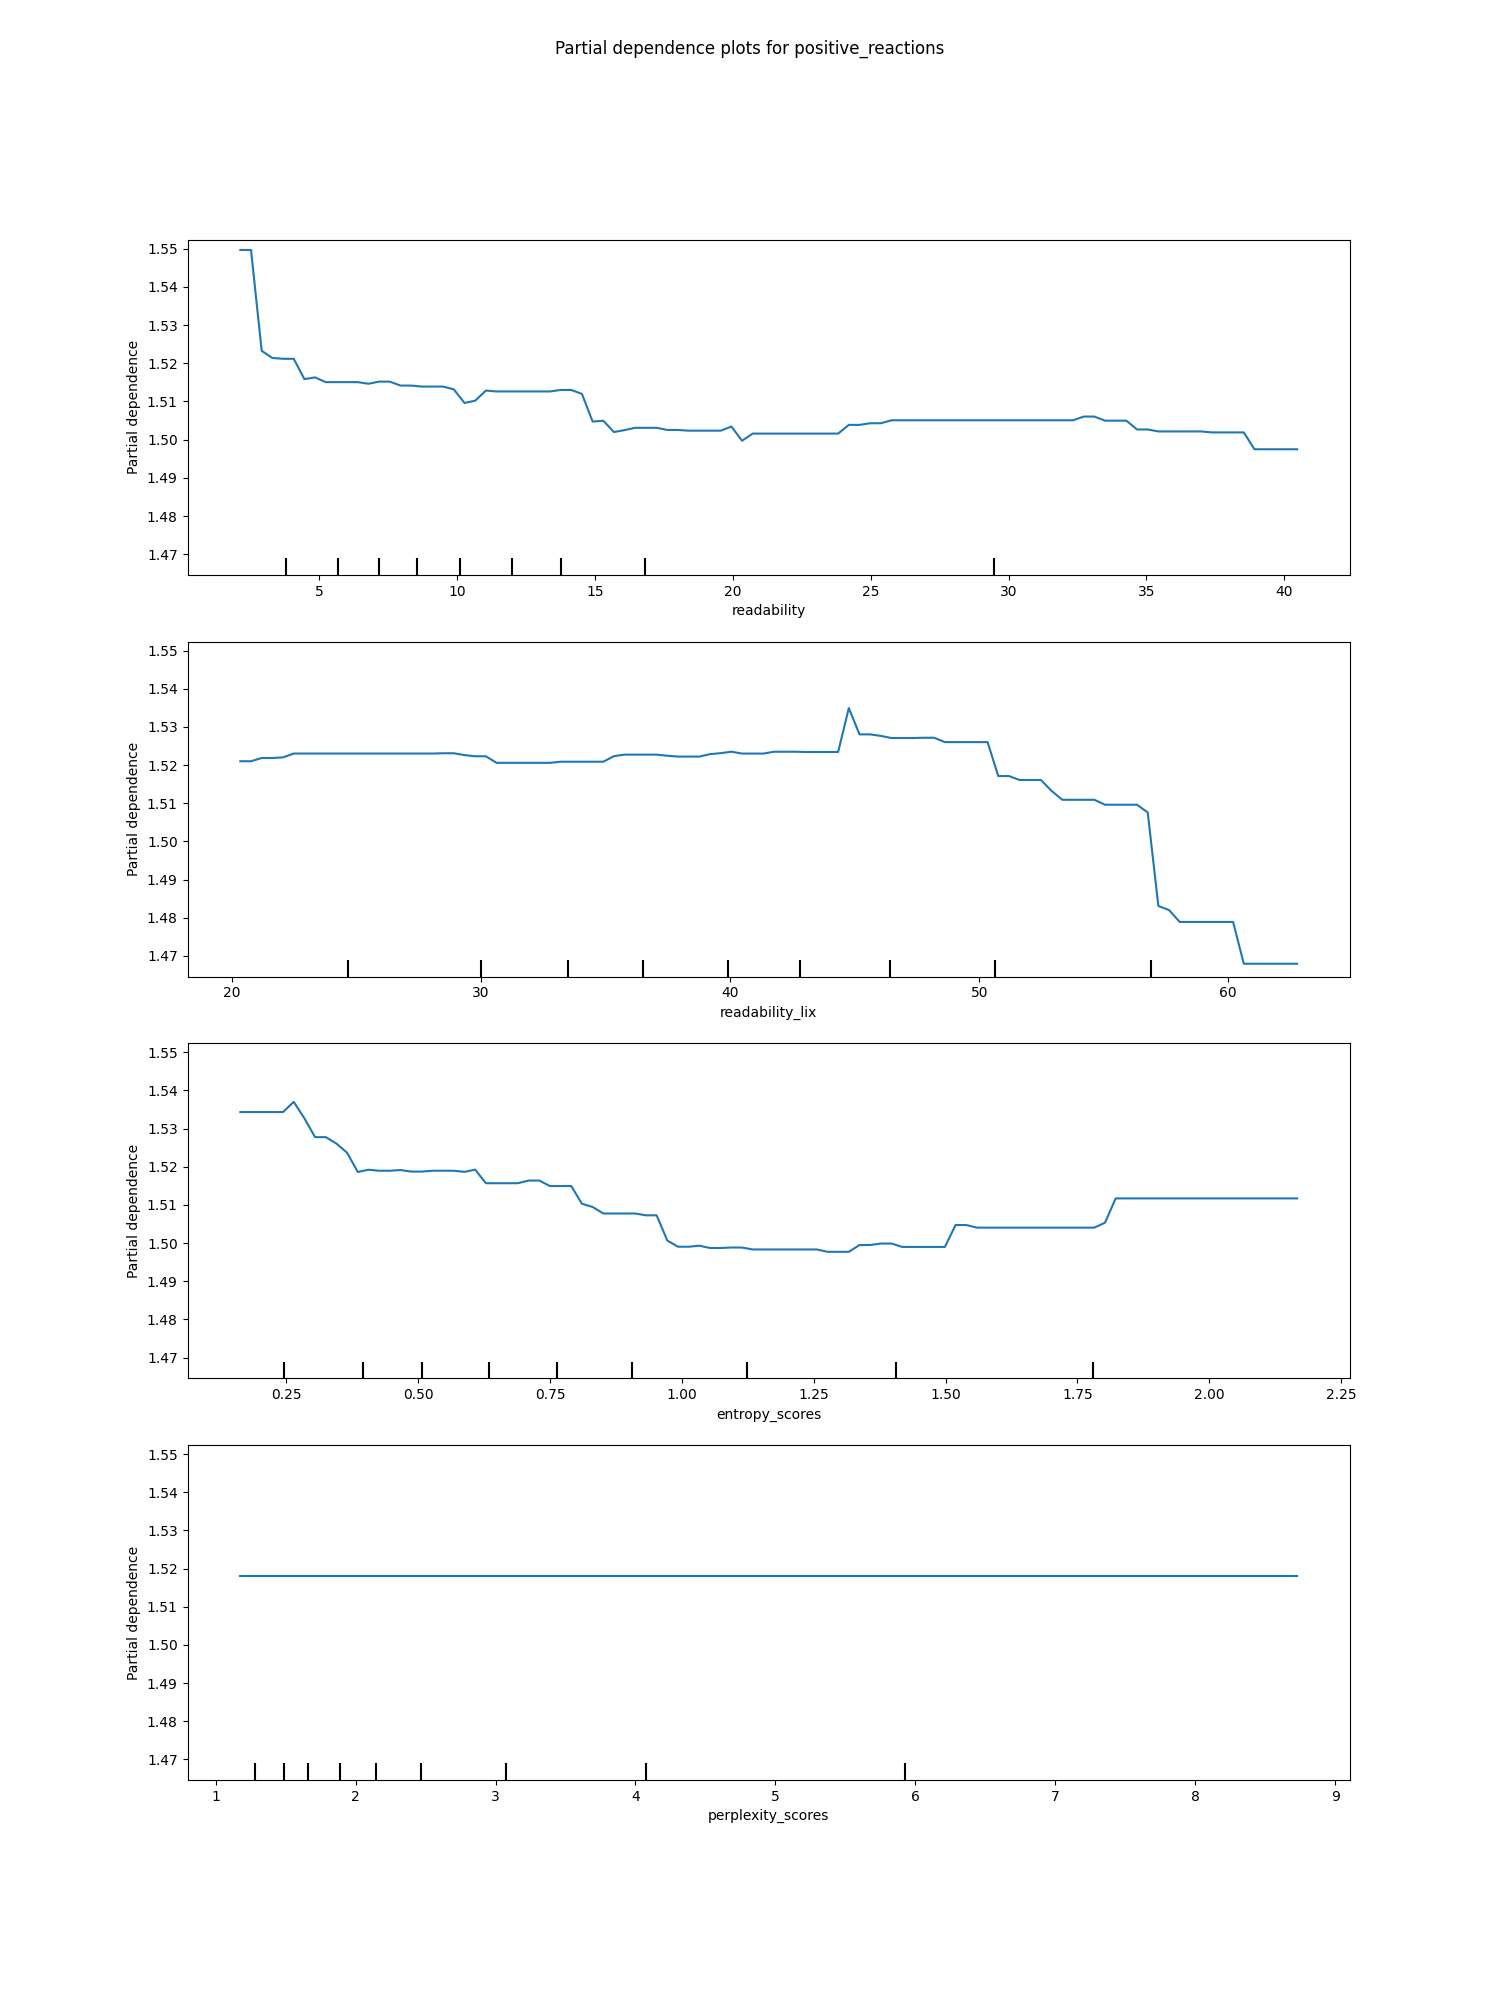 Partial dependence plots for positive_reactions
1.55
1.54
1.53
1.52
1.51
1.50
1.49
1.48
1.47
Partial dependence
5 10 15 20 25 30 35 40
readability
1.55
1.54
1.53
1.52
1.51
1.50
1.49
1.48
1.47
Partial dependence
20 30 40 50 60
readability_lix
1.55
1.54
1.53
1.52
1.51
1.50
1.49
1.48
1.47
Partial dependence
0.25 0.50 0.75 1.00 1.25 1.50 1.75 2.00 2.25
entropy_scores
1.55
1.54
1.53
1.52
1.51
1.50
1.49
1.48
1.47
Partial dependence
1 2 3 4 5 6 7 8 9
perplexity_scores